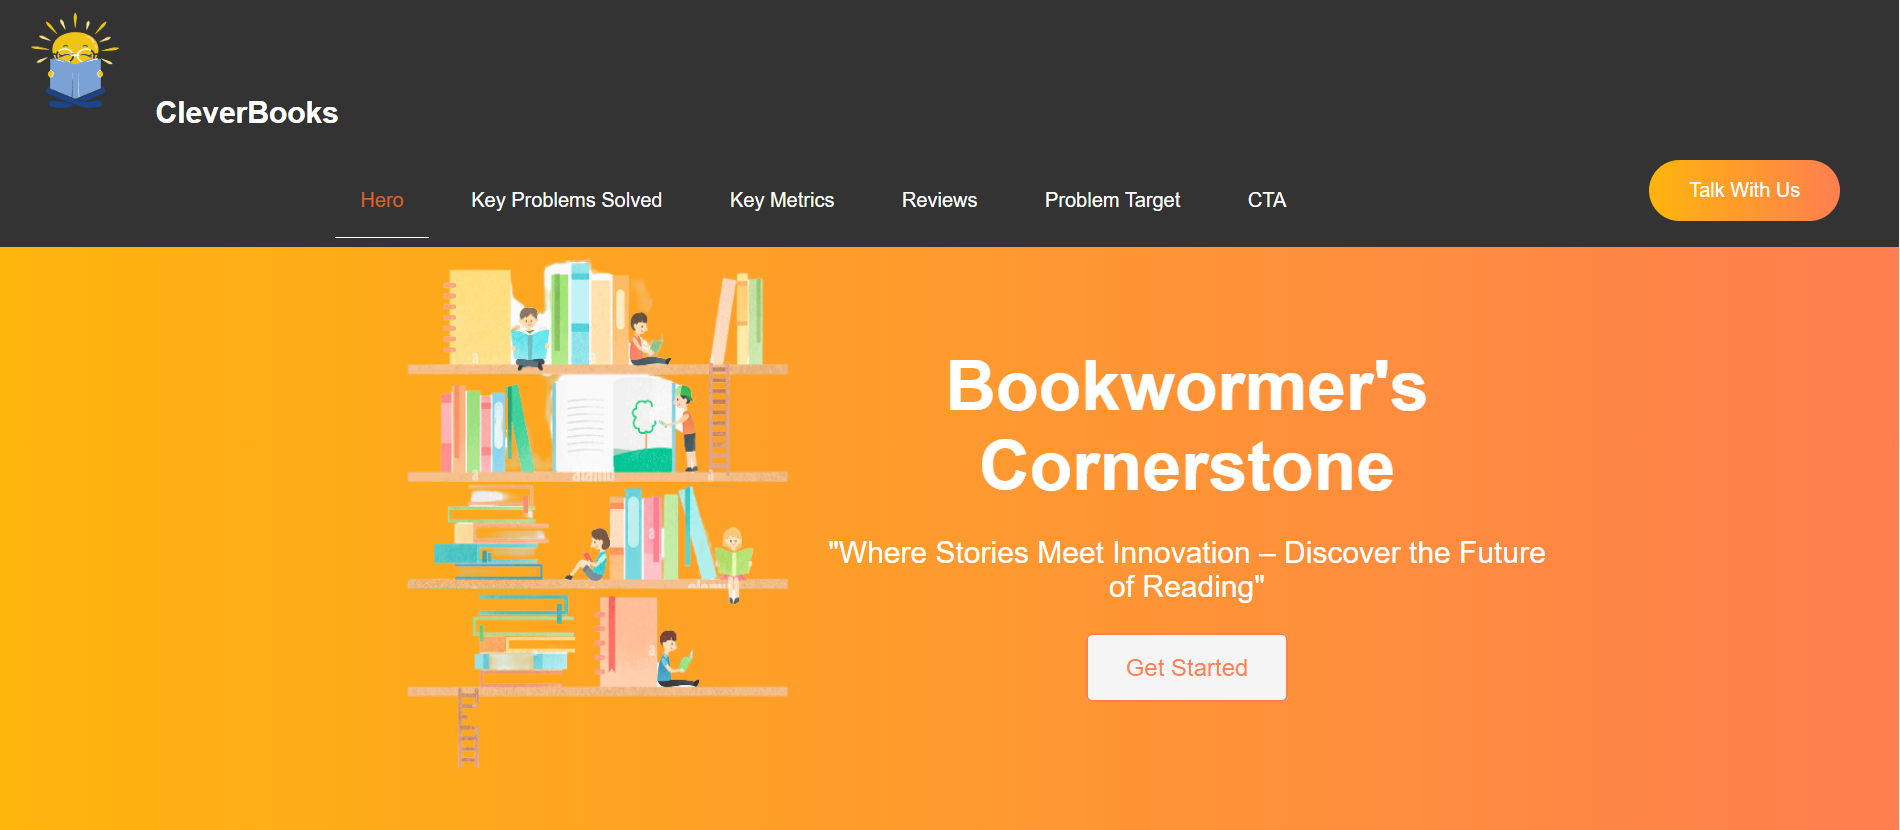 CleverBooks
Hero Key Problems Solved Key Metrics Reviews Problem Target CTA Talk With Us
Bookwormer's
Cornerstone
"Where Stories Meet Innovation – Discover the Future
of Reading"
Get Started